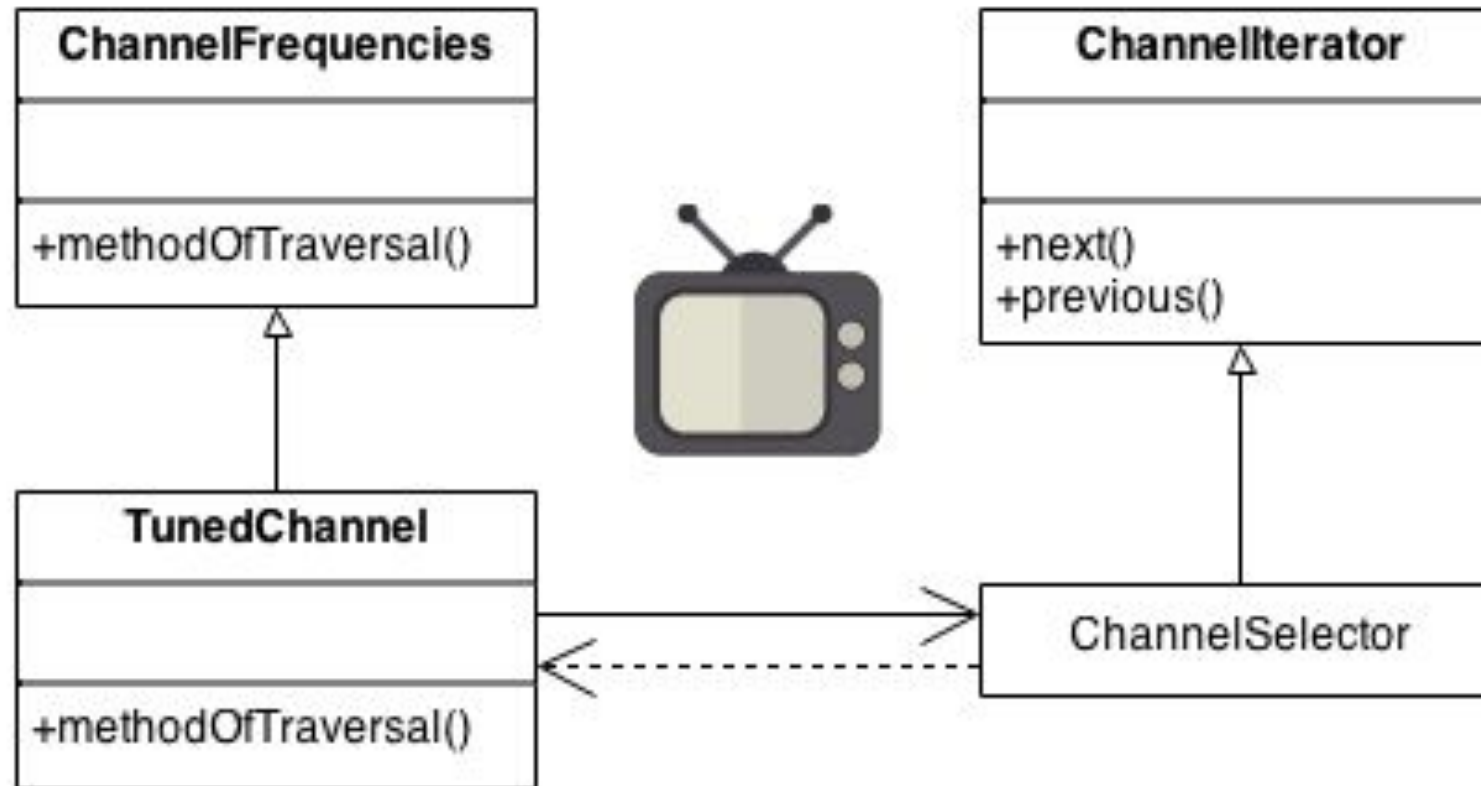 ChannelFrequencies
+methodOfTraversal()
ChannelIterator
+next()
+previous()
TunedChannel
+methodOfTraversal()
ChannelSelector